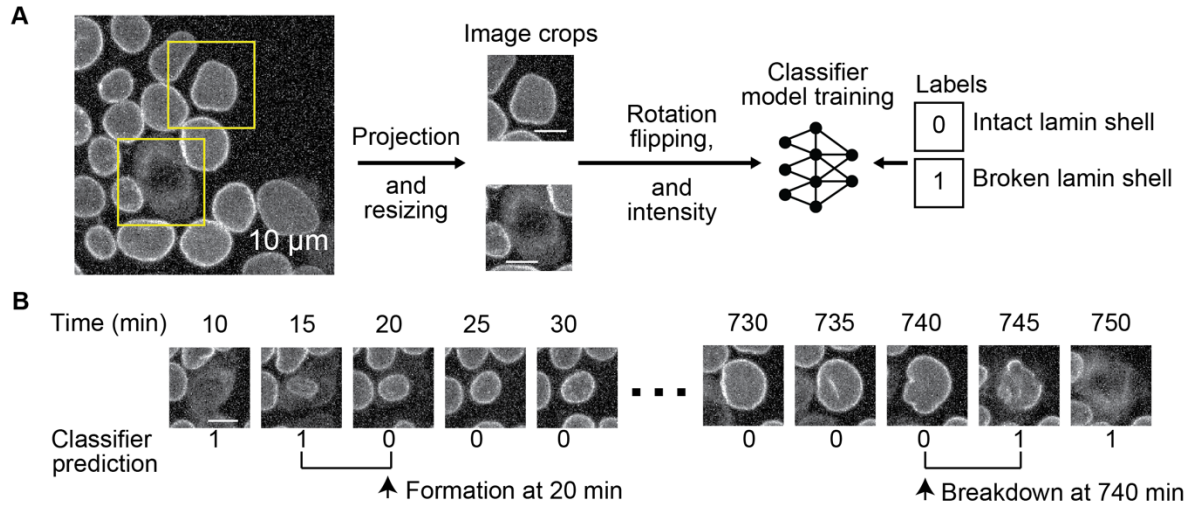 A
10 µm
Projection
and
resizing
Image crops
Rotation
flipping,
and
intensity
Classifier
model training
Labels
0 Intact lamin shell
1 Broken lamin shell
B
Time (min) 10 15 20 25 30 730 735 740 745 750
Classifier
prediction
1 1 0 0 0 0 0 0 1 1
Formation at 20 min
Breakdown at 740 min